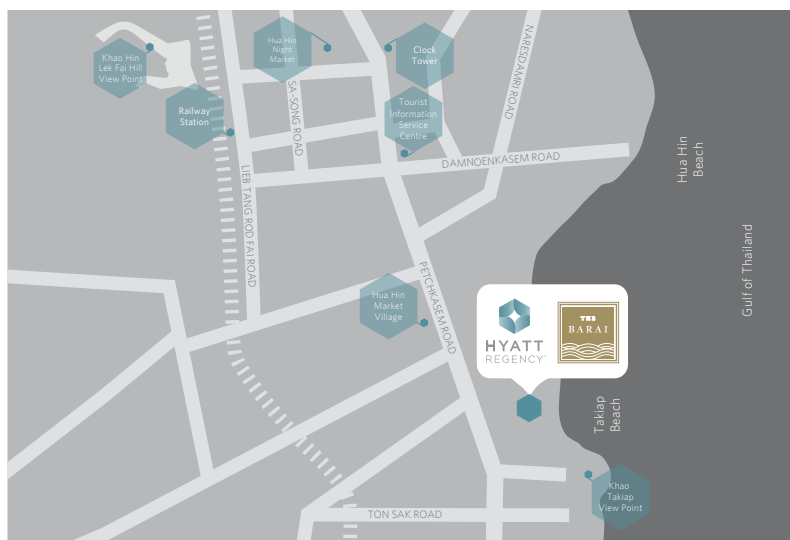 Khao Hin
Lek Fai Hill
View Point
Hua Hin
Night
Market
Clock
Tower
NARESDAMRI ROAD
Railway
Station
SA-SONG ROAD
Tourist
Information
Service
Centre
DAMNOENKASEM ROAD
Hua Hin
Beach
LIEB TANG ROD FAI ROAD
Gulf of Thailand
PETCHKASEM ROAD
Hua Hin
Market
Village
HYATT
REGENCY™
THE
BARAI
Takiap
Beach
Khao
Takiap
View Point
TON SAK ROAD